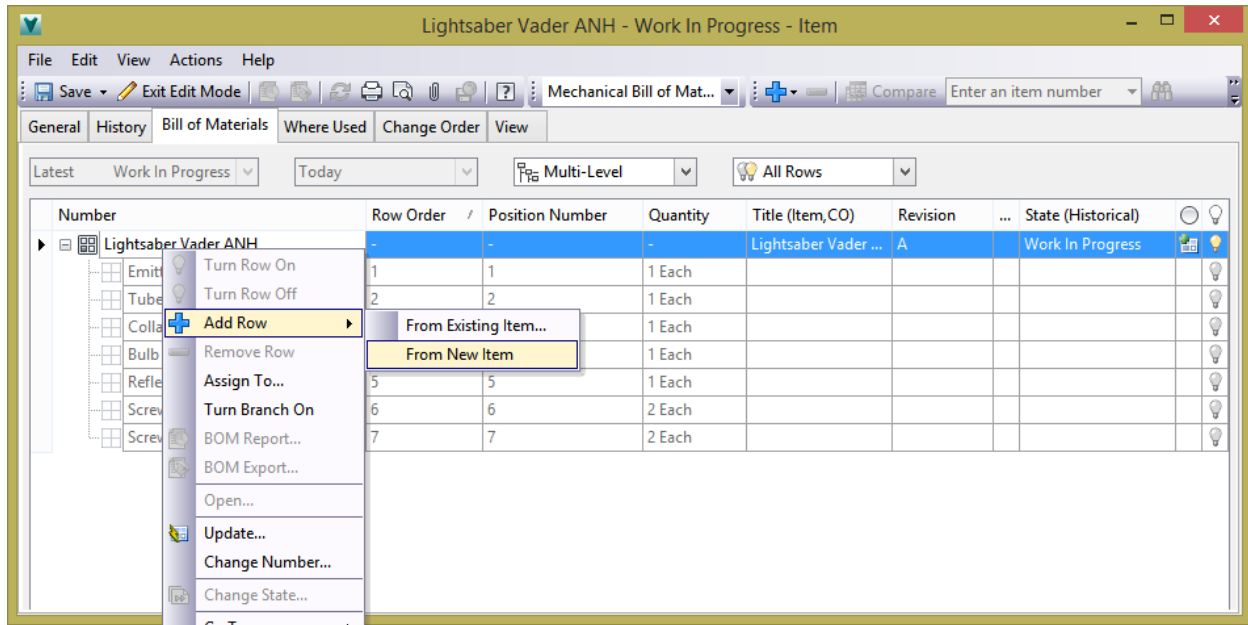 Lightsaber Vader ANH - Work In Progress - Item
File Edit View Actions Help
Save Exit Edit Mode ? Mechanical Bill of Mat... Compare Enter an item number
General History Bill of Materials Where Used Change Order View
Latest Work In Progress Today Multi-Level All Rows
Number Row Order / Position Number Quantity Title (Item,CO) Revision ... State (Historical)
Lightsaber Vader ANH - - - Lightsaber Vader ... A Work In Progress
Turn Row On 1 1 1 Each
Tube Turn Row Off 2 2 1 Each
Add Row From Existing Item... 1 Each
Bulb Remove Row From New Item 1 Each
Assign To... 5 5 1 Each
Turn Branch On 6 6 2 Each
BOM Report... 7 7 2 Each
BOM Export...
Open...
Update...
Change Number...
Change State...